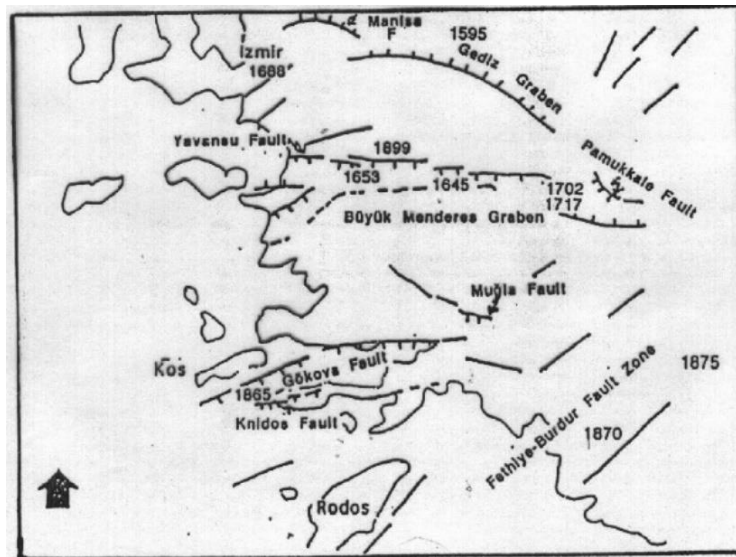 Manisa
F
1595
Gediz Graben
Izmir
1688
Yavansu Fault
1899
1653
1645
Pamukkale Fault
1702
1717
Büyük Menderes Graben
Muğla Fault
Kos
Gökova Fault
1865
Knidos Fault
1875
Fethiye-Burdur Fault Zone
1870
Rodos